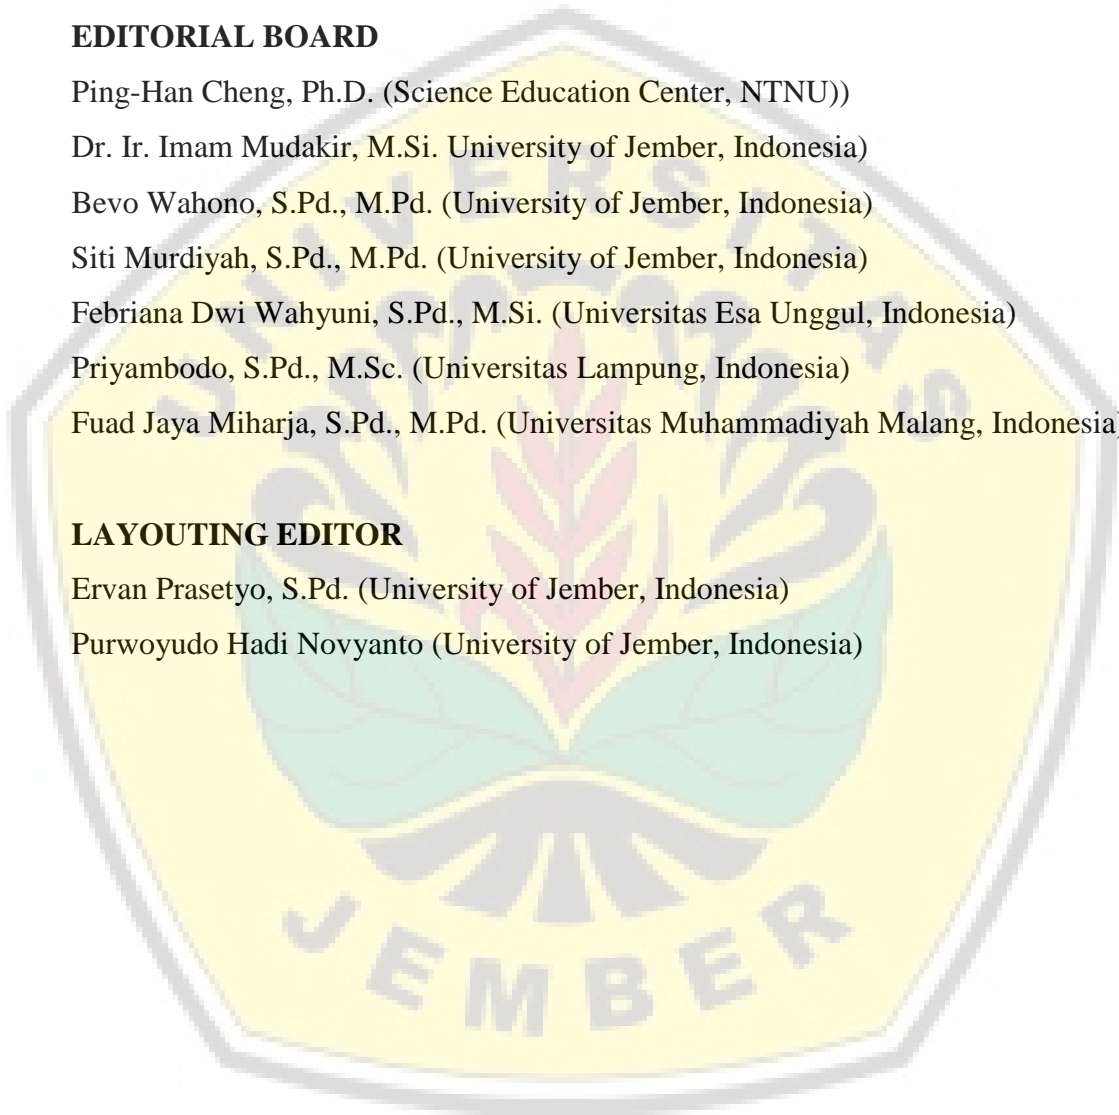 EDITORIAL BOARD
Ping-Han Cheng, Ph.D. (Science Education Center, NTNU))
Dr. Ir. Imam Mudakir, M.Si. University of Jember, Indonesia)
Bevo Wahono, S.Pd., M.Pd. (University of Jember, Indonesia)
Siti Murdiyah, S.Pd., M.Pd. (University of Jember, Indonesia)
Febriana Dwi Wahyuni, S.Pd., M.Si. (Universitas Esa Unggul, Indonesia)
Priyambodo, S.Pd., M.Sc. (Universitas Lampung, Indonesia)
Fuad Jaya Miharja, S.Pd., M.Pd. (Universitas Muhammadiyah Malang, Indonesia)
LAYOUTING EDITOR
Ervan Prasetyo, S.Pd. (University of Jember, Indonesia)
Purwoyudo Hadi Novyanto (University of Jember, Indonesia)
UNIVERSITAS
JEMBER